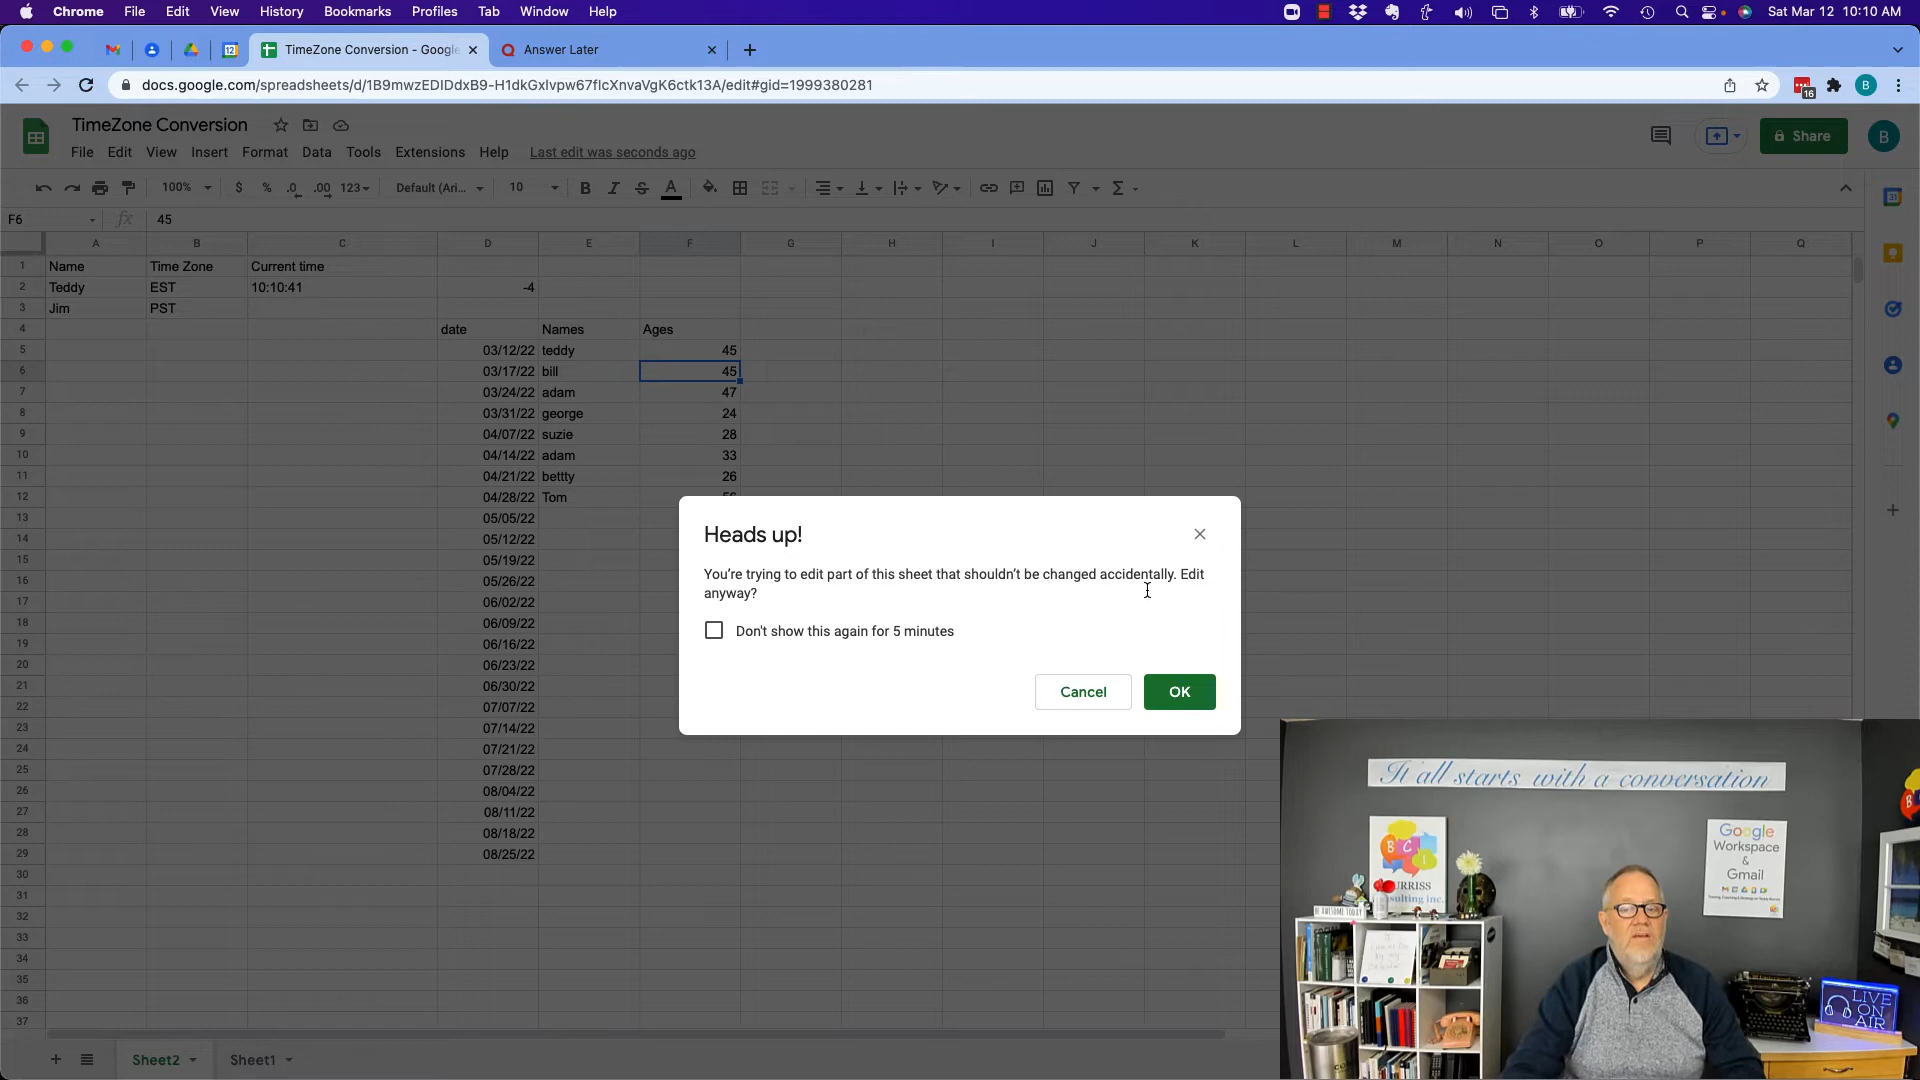 Chrome File Edit View History Bookmarks Profiles Tab Window Help Sat Mar 12 10:10 AM
12 TimeZone Conversion - Google Answer Later
docs.google.com/spreadsheets/d/1B9mwzEDIDdxB9-H1dkGxIvpw67flcXnvaVgK6ctk13A/edit#gid=1999380281 16 B
TimeZone Conversion
File Edit View Insert Format Data Tools Extensions Help Last edit was seconds ago Share B
100% $ % .0 .00 123 Default (Ari... 10 B I S A Σ
31
F6 fx 45
A B C D E F G H I J K L M N O P Q
1 Name Time Zone Current time
2 Teddy EST 10:10:41 -4
3 Jim PST
4 date Names Ages
5 03/12/22 teddy 45
6 03/17/22 bill 45
7 03/24/22 adam 47
8 03/31/22 george 24
9 04/07/22 suzie 28
10 04/14/22 adam 33
11 04/21/22 bettty 26
12 04/28/22 Tom
13 05/05/22
14 05/12/22
15 05/19/22
16 05/26/22
17 06/02/22
18 06/09/22
19 06/16/22
20 06/23/22
21 06/30/22
22 07/07/22
23 07/14/22
24 07/21/22
25 07/28/22
26 08/04/22
27 08/11/22
28 08/18/22
29 08/25/22
30
31
32
33
34
35
36
37
Heads up!
You're trying to edit part of this sheet that shouldn't be changed accidentally. Edit
anyway?
Don't show this again for 5 minutes
Cancel OK
It all starts with a conversation
B C I
URRISS
nsulting inc.
BE AWESOME TODAY
Google
Workspace
&
Gmail
LIVE
ON
AIR
Sheet2 Sheet1